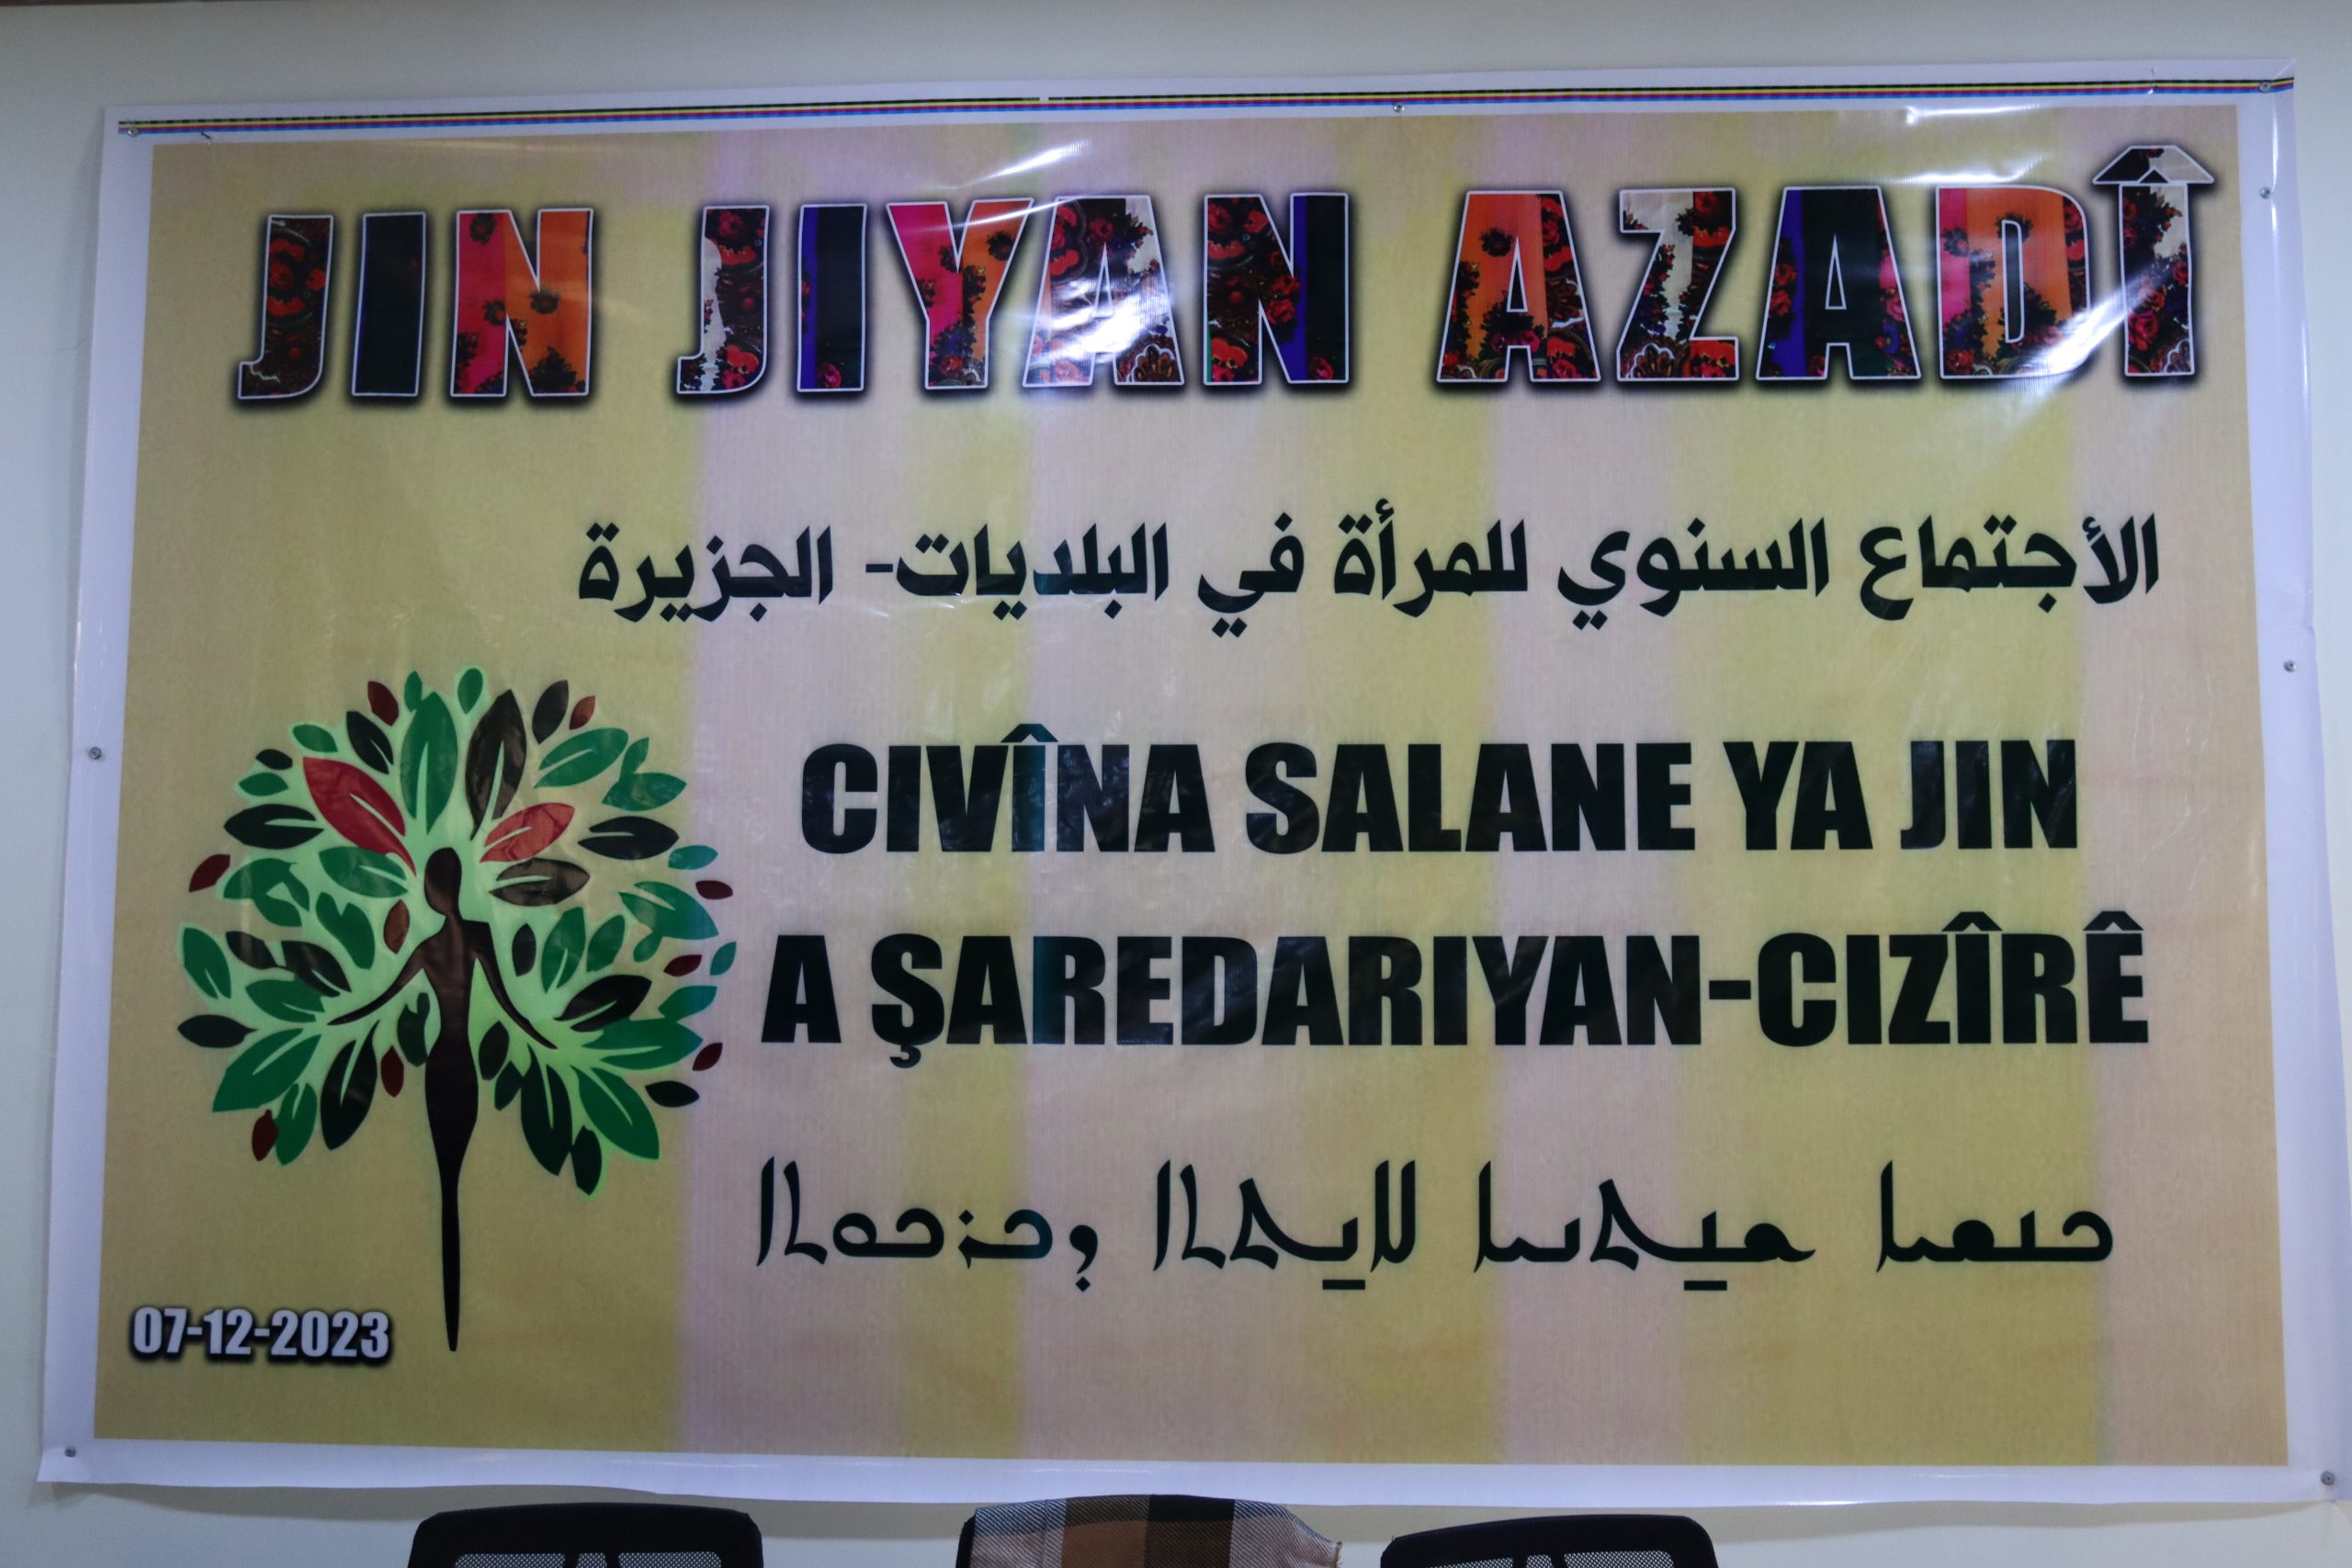 JIN JIYAN AZADÎ
الأجتماع السنوي للمرأة في البلديات- الجزيرة
CIVÎNA SALANE YA JIN
A ŞAREDARIYAN-CIZÎRÊ
07-12-2023